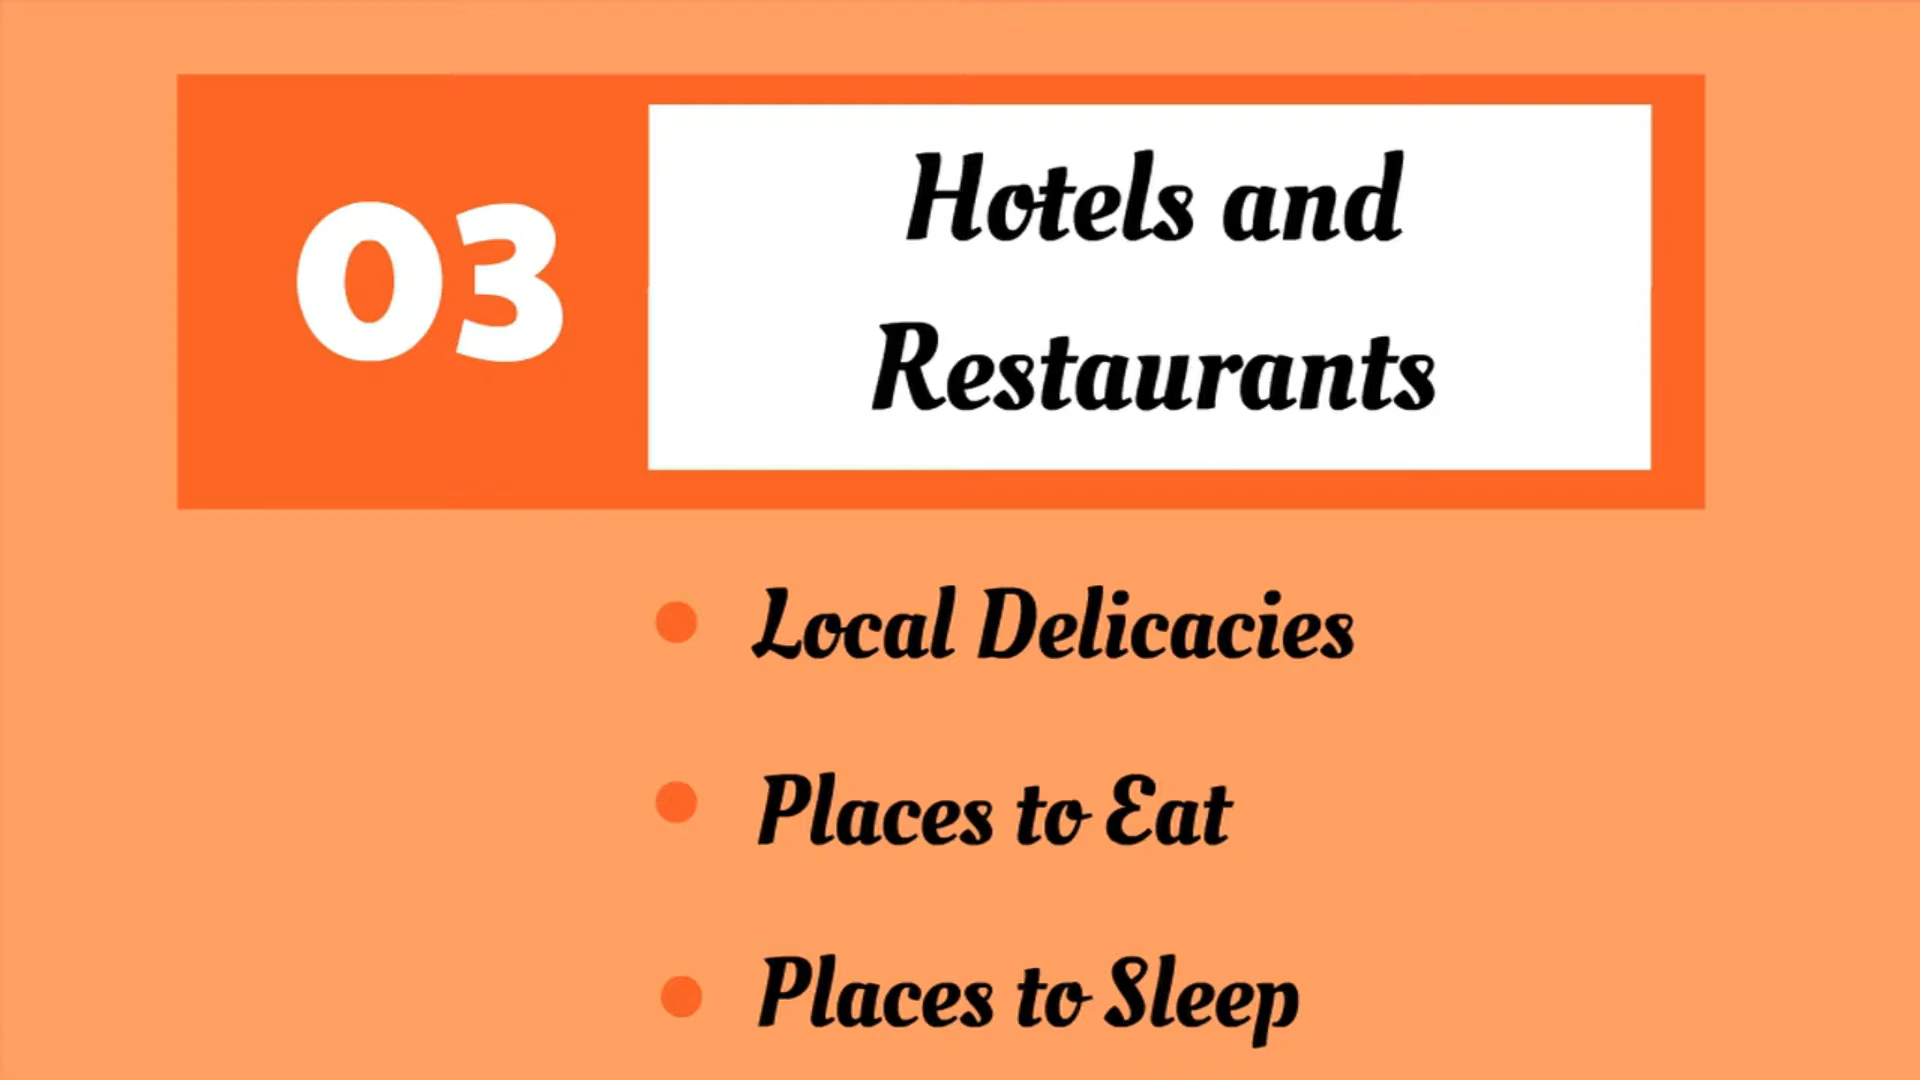 03
Hotels and
Restaurants
Local Delicacies
Places to Eat
Places to Sleep